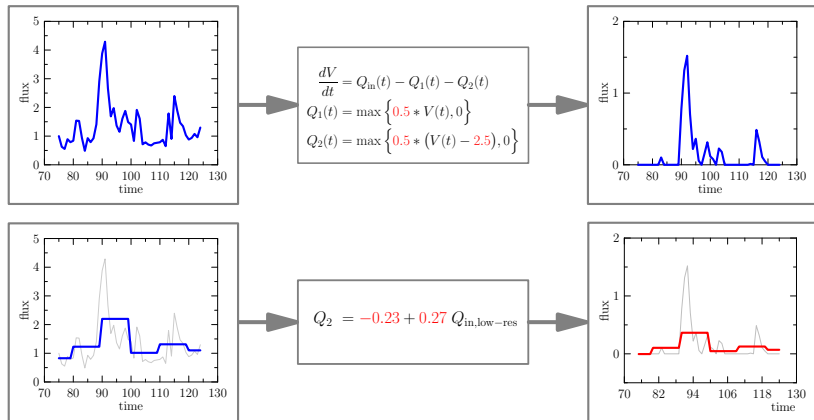 5
4
3
2
1
0
flux
70 80 90 100 110 120 130
time
dV/dt = Q_in(t) − Q_1(t) − Q_2(t)
Q_1(t) = max {0.5 ∗ V(t), 0}
Q_2(t) = max {0.5 ∗ (V(t) − 2.5), 0}
2
1
0
flux
70 80 90 100 110 120 130
time
5
4
3
2
1
0
flux
70 80 90 100 110 120 130
time
Q_2 = −0.23 + 0.27 Q_in,low−res
2
1
0
flux
70 82 94 106 118 130
time